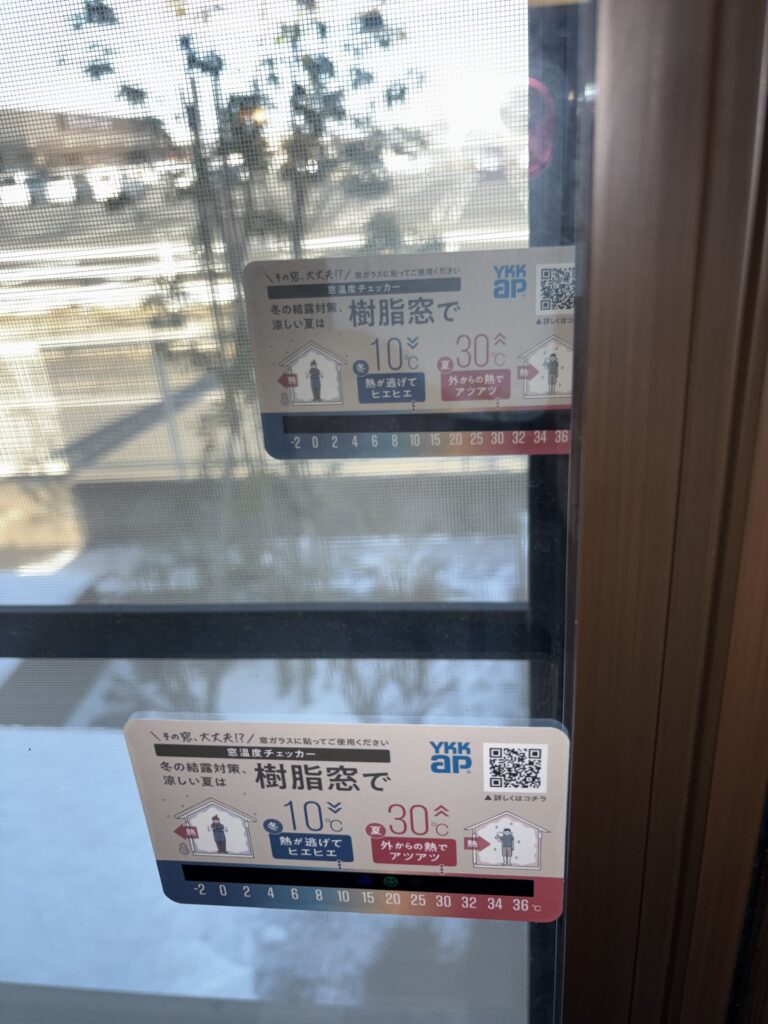 ＼その窓、大丈夫!?／ 窓ガラスに貼ってご使用ください
窓温度チェッカー
冬の結露対策、
涼しい夏は
樹脂窓で
YKK
ap
▲詳しくはコ
冬 10℃
夏 30℃
熱
熱が逃げて
ヒエヒエ
外からの熱で
アツアツ
熱
-2 0 2 4 6 8 10 15 20 25 30 32 34 36
＼その窓、大丈夫!?／ 窓ガラスに貼ってご使用ください
窓温度チェッカー
冬の結露対策、
涼しい夏は
樹脂窓で
YKK
ap
▲詳しくはコチラ
冬 10℃
夏 30℃
熱
熱が逃げて
ヒエヒエ
外からの熱で
アツアツ
熱
-2 0 2 4 6 8 10 15 20 25 30 32 34 36℃